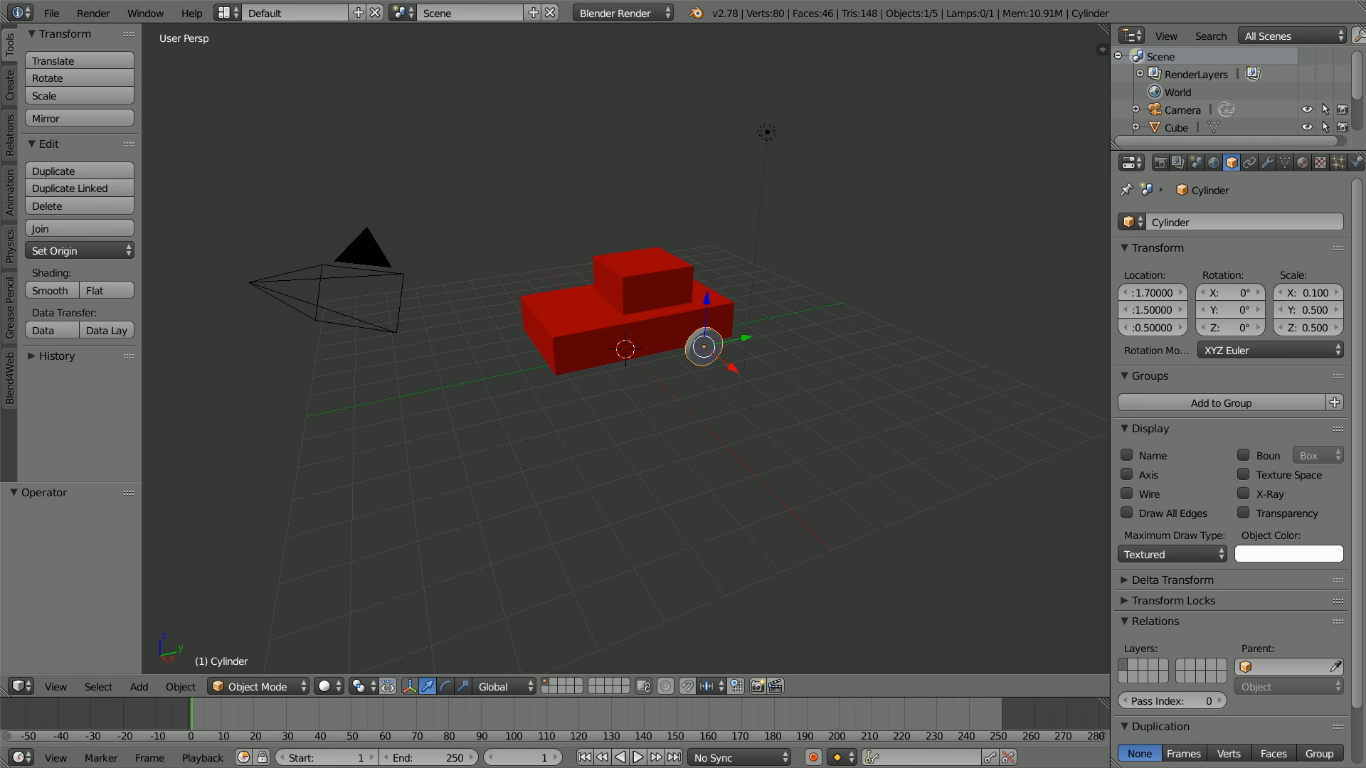 File Render Window Help Default Scene Blender Render v2.78 | Verts:80 | Faces:46 | Tris:148 | Objects:1/5 | Lamps:0/1 | Mem:10.91M | Cylinder
Tools
Create
Relations
Animation
Physics
Grease Pencil
Blend4Web
Transform
Translate
Rotate
Scale
Mirror
Edit
Duplicate
Duplicate Linked
Delete
Join
Set Origin
Shading:
Smooth Flat
Data Transfer:
Data Data Lay
History
Operator
User Persp
z
y
x
(1) Cylinder
View Search All Scenes
Scene
RenderLayers |
World
Camera |
Cube |
Cylinder
Cylinder
Transform
Location: Rotation: Scale:
:1.70000 X: 0° X: 0.100
:1.50000 Y: 0° Y: 0.500
:0.50000 Z: 0° Z: 0.500
Rotation Mo... XYZ Euler
Groups
Add to Group
Display
Name Boun Box
Axis Texture Space
Wire X-Ray
Draw All Edges Transparency
Maximum Draw Type: Object Color:
Textured
Delta Transform
Transform Locks
Relations
Layers: Parent:
Object
Pass Index: 0
Duplication
None Frames Verts Faces Group
View Select Add Object Object Mode Global
-50 -40 -30 -20 -10 0 10 20 30 40 50 60 70 80 90 100 110 120 130 140 150 160 170 180 190 200 210 220 230 240 250 260 270 280
View Marker Frame Playback Start: 1 End: 250 1 No Sync